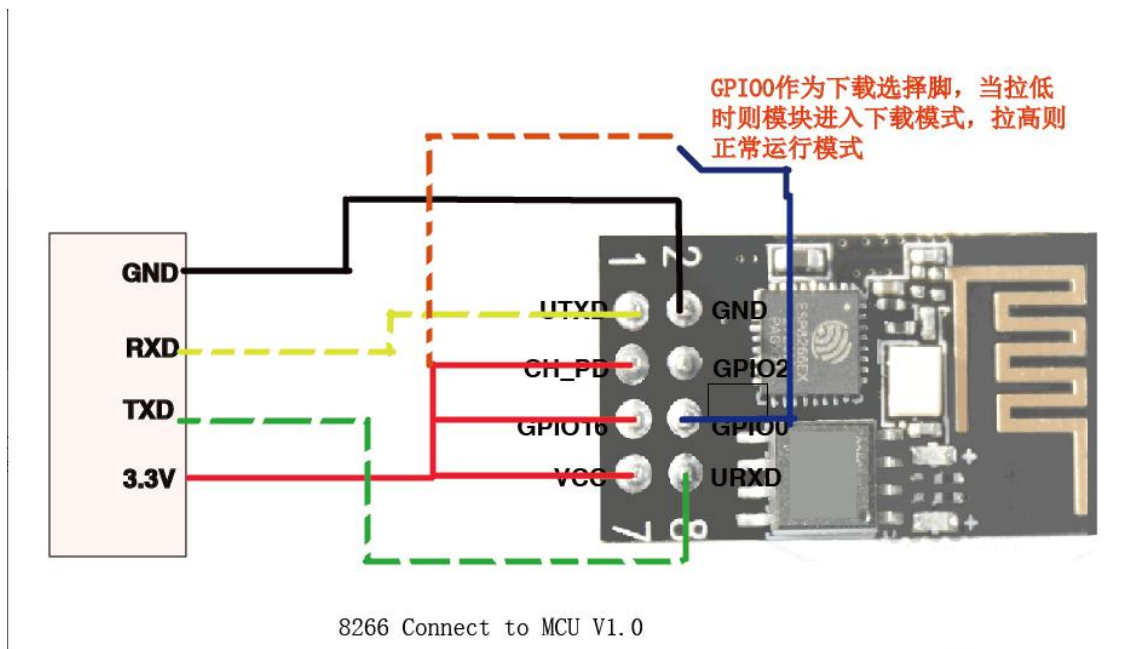 GPIO0作为下载选择脚，当拉低
时则模块进入下载模式，拉高则
正常运行模式
GND
RXD
TXD
3.3V
1
2
UTXD
GND
CH_PD
GPIO2
GPIO16
GPIO0
VCC
URXD
7
8
ESP8266EX
8266 Connect to MCU V1.0